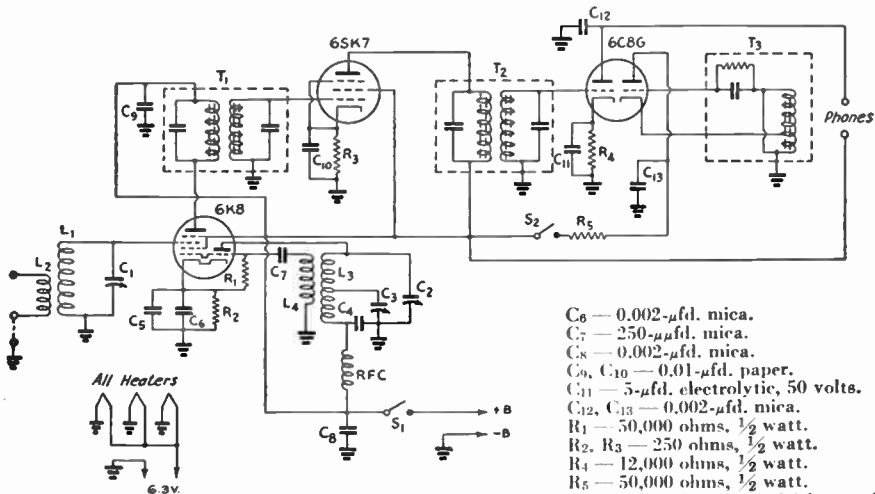 C12
6SK7
6C8G
T1
T2
T3
C9
C10
R3
C11
R4
C13
Phones
6K8
S2
R5
L1
L2
C1
R1
C7
L3
C2
C3
L4
C4
C5
C6
R2
RFC
All Heaters
S1
+B
-B
C8
6.3v.
C6 — 0.002-μfd. mica.
C7 — 250-μμfd. mica.
C8 — 0.002-μfd. mica.
C9, C10 — 0.01-μfd. paper.
C11 — 5-μfd. electrolytic, 50 volts.
C12, C13 — 0.002-μfd. mica.
R1 — 50,000 ohms, 1/2 watt.
R2, R3 — 250 ohms, 1/2 watt.
R4 — 12,000 ohms, 1/2 watt.
R5 — 50,000 ohms, 1/2 watt.